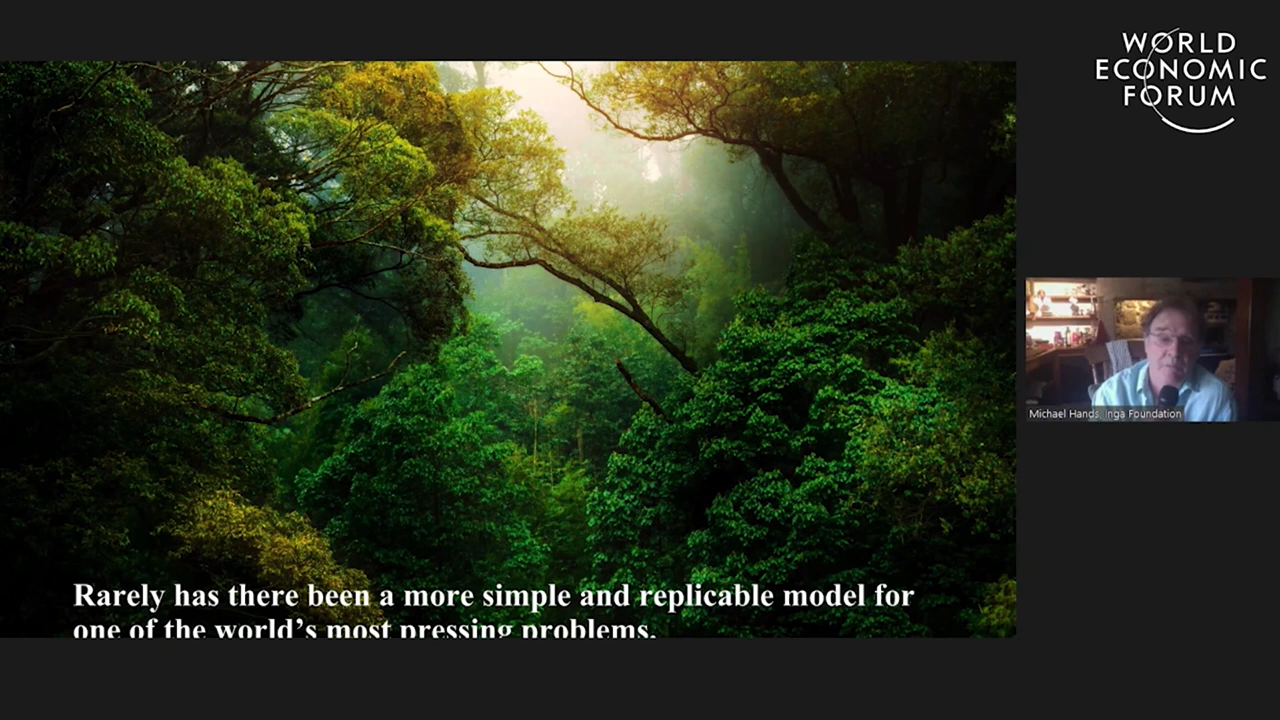 WORLD
ECONOMIC
FORUM
Michael Hands Inga Foundation
Rarely has there been a more simple and replicable model for
one of the world's most pressing problems.